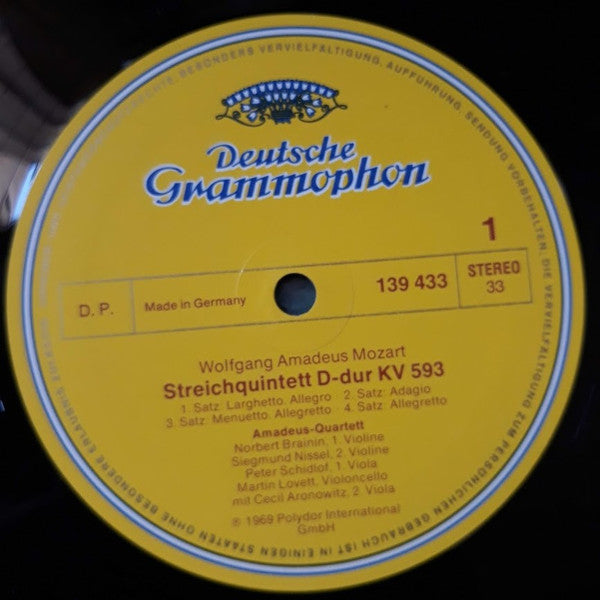 Deutsche
Grammophon
1
D. P.
Made in Germany
139 433
STEREO
33
Wolfgang Amadeus Mozart
Streichquintett D-dur KV 593
1. Satz: Larghetto. Allegro 2. Satz: Adagio
3. Satz: Menuetto. Allegretto · 4. Satz: Allegretto
Amadeus-Quartett
Norbert Brainin, 1. Violine
Siegmund Nissel, 2. Violine
Peter Schidlof, 1. Viola
Martin Lovett, Violoncello
mit Cecil Aronowitz, 2. Viola
℗ 1969 Polydor International
GmbH
BESONDERS VERVIELFÄLTIGUNG, AUFFÜHRUNG, SENDUNG VORBEHALTEN. DIE VERVIELFÄLTIGUNG ZUM PERSÖNLICHEN GEBRAUCH IST IN EINIGEN STAATEN OHNE BESONDERE ERLAUBNIS